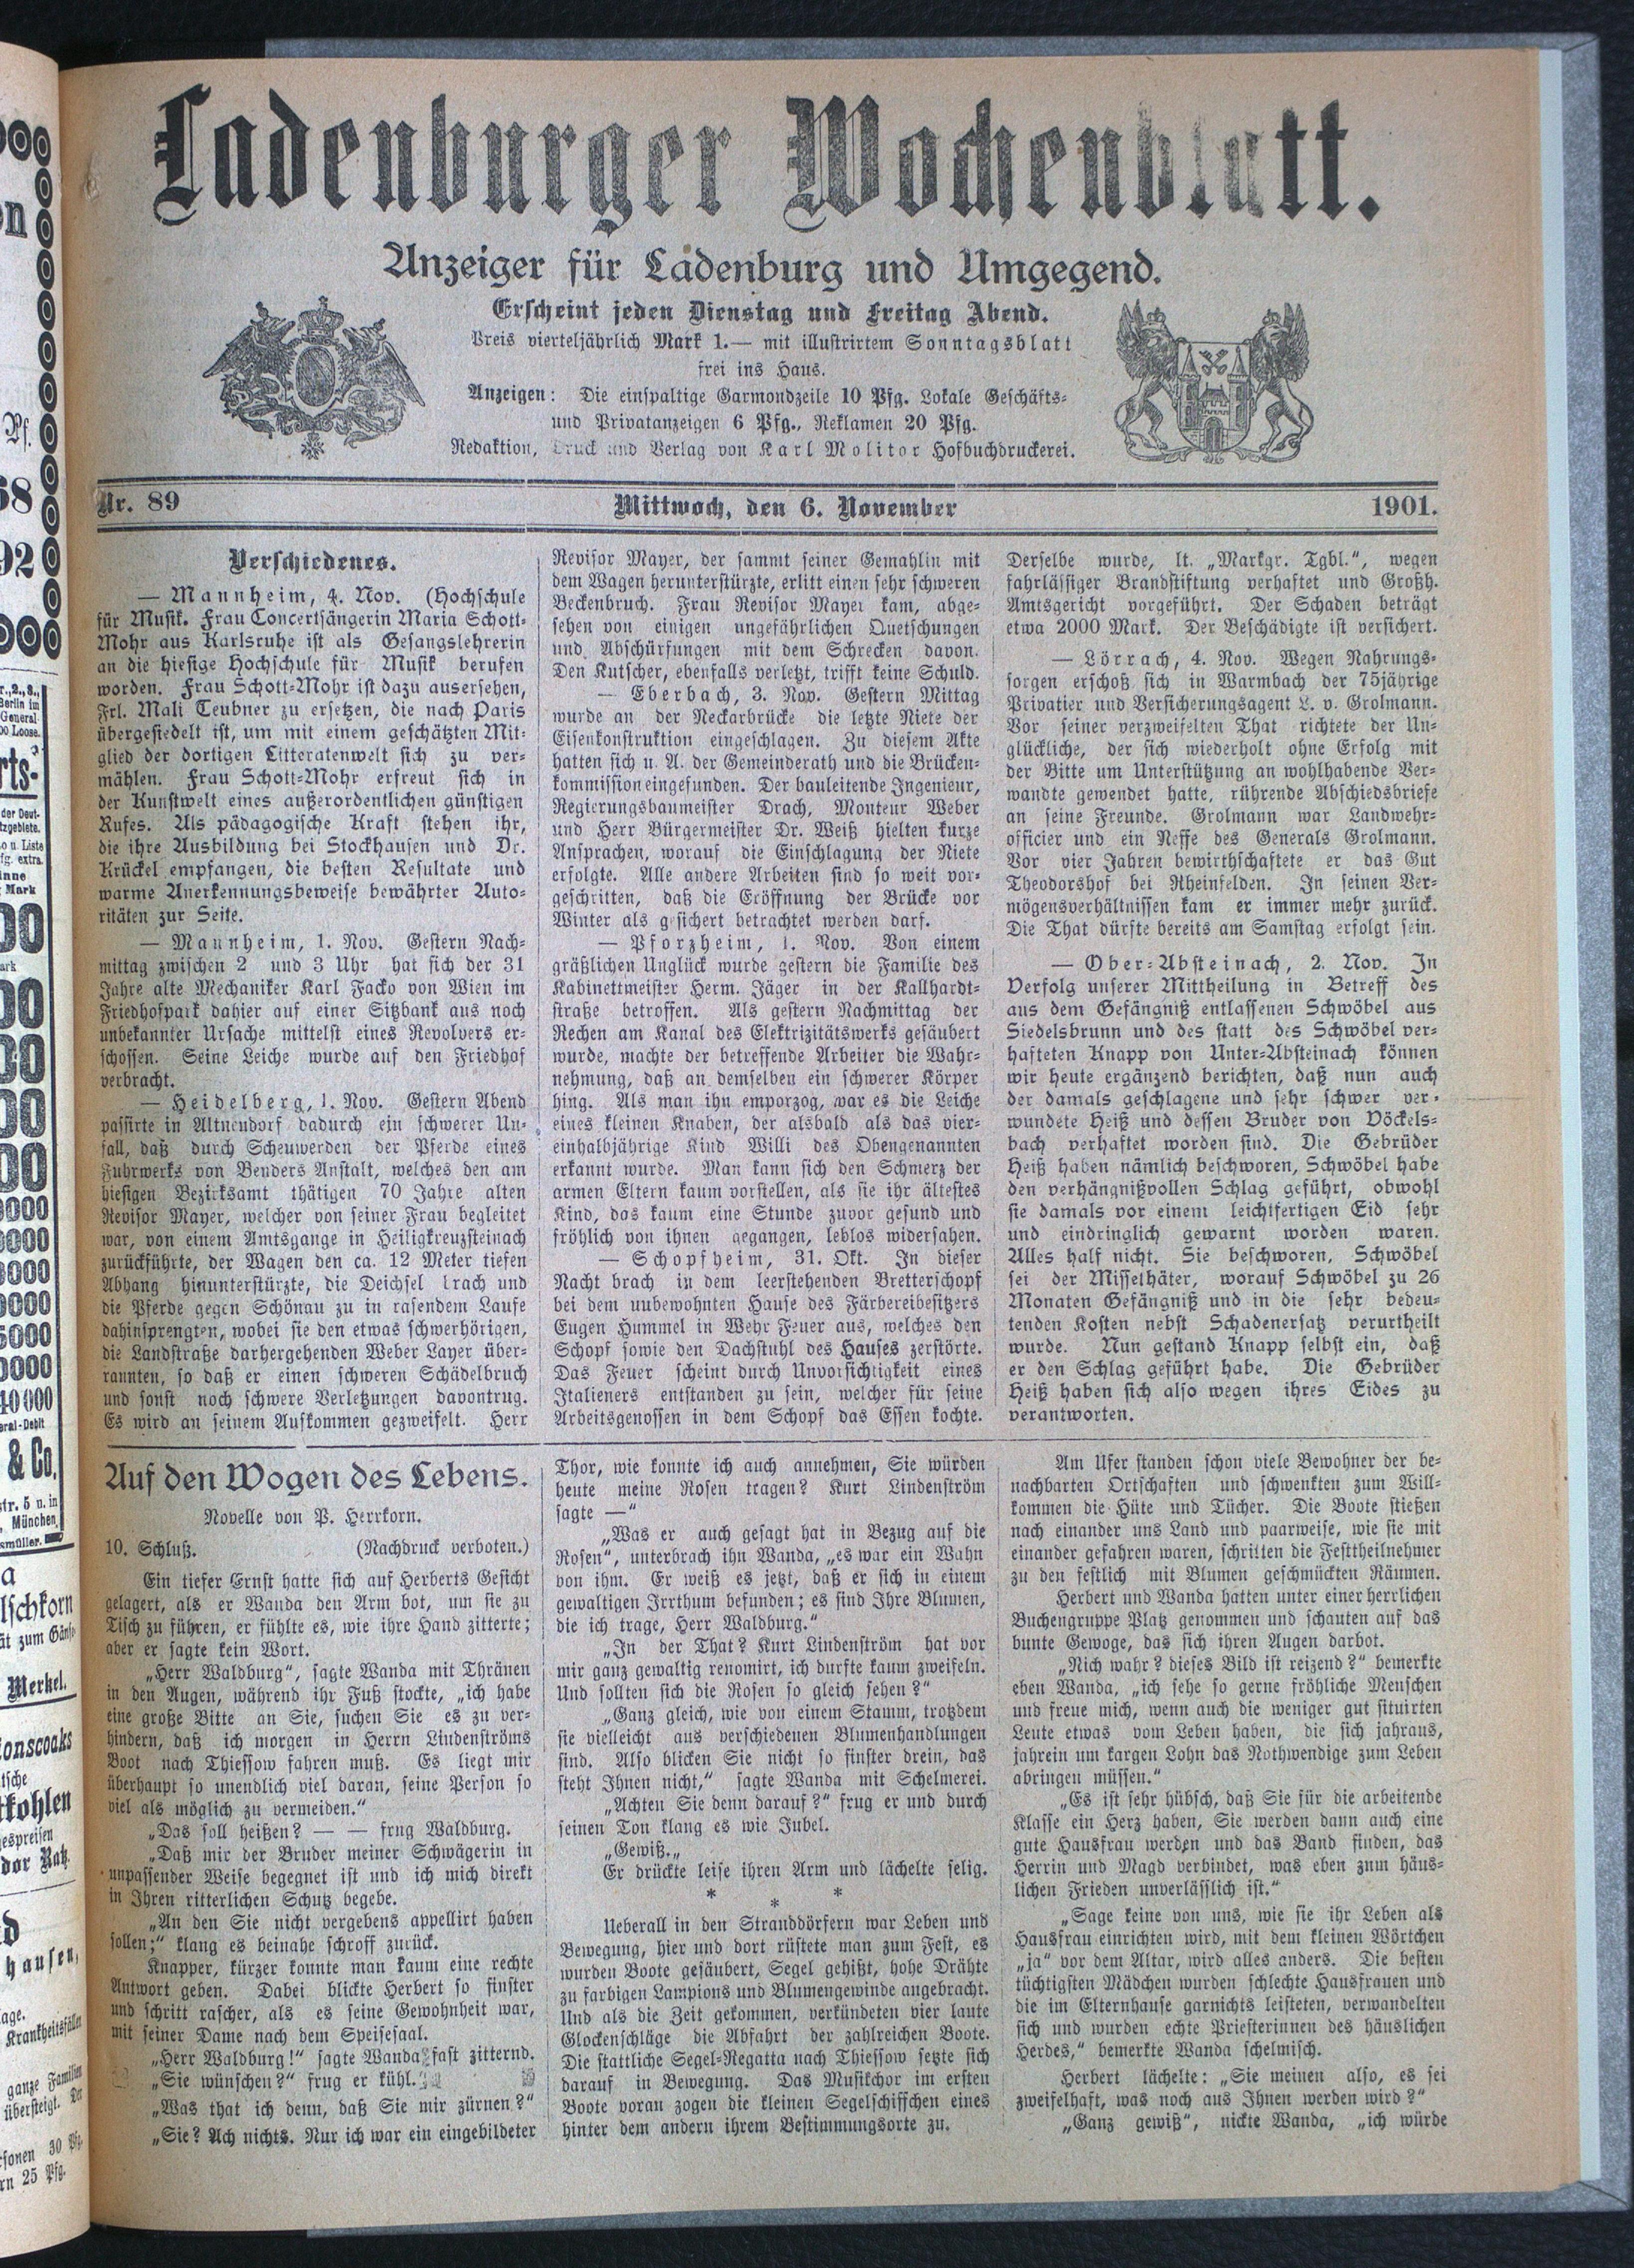 Ladenburger Wochenblatt.
Anzeiger für Ladenburg und Umgegend.
Erscheint jeden Dienstag und Freitag Abend.
Preis vierteljährlich Mark 1.— mit illustrirtem Sonntagsblatt
frei ins Haus.
Anzeigen: Die einspaltige Garmondzeile 10 Pfg. Lokale Geschäfts-
und Privatanzeigen 6 Pfg., Reklamen 20 Pfg.
Redaktion, Druck und Verlag von Karl Molitor Hofbuchdruckerei.
Nr. 89
Mittwoch, den 6. November
1901.
Verschiedenes.
— Mannheim, 4. Nov. (Hochschule
für Musik. Frau Concertsängerin Maria Schott-
Mohr aus Karlsruhe ist als Gesangslehrerin
an die hiesige Hochschule für Musik berufen
worden. Frau Schott-Mohr ist dazu ausersehen,
Frl. Mali Teubner zu ersetzen, die nach Paris
übergesiedelt ist, um mit einem geschätzten Mit-
glied der dortigen Litteratenwelt sich zu ver-
mählen. Frau Schott-Mohr erfreut sich in
der Kunstwelt eines außerordentlichen günstigen
Rufes. Als pädagogische Kraft stehen ihr,
die ihre Ausbildung bei Stockhausen und Dr.
Krückel empfangen, die besten Resultate und
warme Anerkennungsbeweise bewährter Auto-
ritäten zur Seite.
— Mannheim, 1. Nov. Gestern Nach-
mittag zwischen 2 und 3 Uhr hat sich der 31
Jahre alte Mechaniker Karl Facko von Wien im
Friedhofpark dahier auf einer Sitzbank aus noch
unbekannter Ursache mittelst eines Revolvers er-
schossen. Seine Leiche wurde auf den Friedhof
verbracht.
— Heidelberg, 1. Nov. Gestern Abend
passirte in Altneudorf dadurch ein schwerer Un-
fall, daß durch Scheuwerden der Pferde eines
Fuhrwerks von Benders Anstalt, welches den am
hiesigen Bezirksamt thätigen 70 Jahre alten
Revisor Mayer, welcher von seiner Frau begleitet
war, von einem Amtsgange in Heiligkreuzsteinach
zurückführte, der Wagen den ca. 12 Meter tiefen
Abhang hinunterstürzte, die Deichsel brach und
die Pferde gegen Schönau zu in rasendem Laufe
dahinsprengten, wobei sie den etwas schwerhörigen,
die Landstraße darhergehenden Weber Layer über-
rannten, so daß er einen schweren Schädelbruch
und sonst noch schwere Verletzungen davontrug.
Es wird an seinem Aufkommen gezweifelt. Herr
Revisor Mayer, der sammt seiner Gemahlin mit
dem Wagen herunterstürzte, erlitt einen sehr schweren
Beckenbruch. Frau Revisor Mayer kam, abge-
sehen von einigen ungefährlichen Quetschungen
und Abschürfungen mit dem Schrecken davon.
Den Kutscher, ebenfalls verletzt, trifft keine Schuld.
— Eberbach, 3. Nov. Gestern Mittag
wurde an der Neckarbrücke die letzte Niete der
Eisenkonstruktion eingeschlagen. Zu diesem Akte
hatten sich u. A. der Gemeinderath und die Brücken-
kommission eingefunden. Der bauleitende Ingenieur,
Regierungsbaumeister Drach, Monteur Weber
und Herr Bürgermeister Dr. Weiß hielten kurze
Ansprachen, worauf die Einschlagung der Niete
erfolgte. Alle andere Arbeiten sind so weit vor-
geschritten, daß die Eröffnung der Brücke vor
Winter als gesichert betrachtet werden darf.
— Pforzheim, 1. Nov. Von einem
gräßlichen Unglück wurde gestern die Familie des
Kabinettmeister Herm. Jäger in der Kallhardt-
straße betroffen. Als gestern Nachmittag der
Rechen am Kanal des Elektrizitätswerks gesäubert
wurde, machte der betreffende Arbeiter die Wahr-
nehmung, daß an demselben ein schwerer Körper
hing. Als man ihn emporzog, war es die Leiche
eines kleinen Knaben, der alsbald als das vier-
einhalbjährige Kind Willi des Obengenannten
erkannt wurde. Man kann sich den Schmerz der
armen Eltern kaum vorstellen, als sie ihr ältestes
Kind, das kaum eine Stunde zuvor gesund und
fröhlich von ihnen gegangen, leblos widersahen.
— Schopfheim, 31. Okt. In dieser
Nacht brach in dem leerstehenden Bretterschopf
bei dem unbewohnten Hause des Färbereibesitzers
Eugen Hummel in Wehr Feuer aus, welches den
Schopf sowie den Dachstuhl des Hauses zerstörte.
Das Feuer scheint durch Unvorsichtigkeit eines
Italieners entstanden zu sein, welcher für seine
Arbeitsgenossen in dem Schopf das Essen kochte.
Derselbe wurde, lt. „Markgr. Tgbl.“, wegen
fahrlässiger Brandstiftung verhaftet und Großh.
Amtsgericht vorgeführt. Der Schaden beträgt
etwa 2000 Mark. Der Beschädigte ist versichert.
— Lörrach, 4. Nov. Wegen Nahrungs-
sorgen erschoß sich in Warmbach der 75jährige
Privatier und Versicherungsagent L. v. Grolmann.
Vor seiner verzweifelten That richtete der Un-
glückliche, der sich wiederholt ohne Erfolg mit
der Bitte um Unterstützung an wohlhabende Ver-
wandte gewendet hatte, rührende Abschiedsbriefe
an seine Freunde. Grolmann war Landwehr-
officier und ein Neffe des Generals Grolmann.
Vor vier Jahren bewirthschaftete er das Gut
Theodorshof bei Rheinfelden. In seinen Ver-
mögensverhältnissen kam er immer mehr zurück.
Die That dürfte bereits am Samstag erfolgt sein.
— Ober-Absteinach, 2. Nov. In
Verfolg unserer Mittheilung in Betreff des
aus dem Gefängniß entlassenen Schwöbel aus
Siedelsbrunn und des statt des Schwöbel ver-
hafteten Knapp von Unter-Absteinach können
wir heute ergänzend berichten, daß nun auch
der damals geschlagene und sehr schwer ver-
wundete Heiß und dessen Bruder von Vöckels-
bach verhaftet worden sind. Die Gebrüder
Heiß haben nämlich beschworen, Schwöbel habe
den verhängnißvollen Schlag geführt, obwohl
sie damals vor einem leichtfertigen Eid sehr
und eindringlich gewarnt worden waren.
Alles half nicht. Sie beschworen, Schwöbel
sei der Misselhäter, worauf Schwöbel zu 26
Monaten Gefängniß und in die sehr bedeu-
tenden Kosten nebst Schadenersatz verurtheilt
wurde. Nun gestand Knapp selbst ein, daß
er den Schlag geführt habe. Die Gebrüder
Heiß haben sich also wegen ihres Eides zu
verantworten.
Auf den Wogen des Lebens.
Novelle von P. Herrkorn.
10. Schluß. (Nachdruck verboten.)
Ein tiefer Ernst hatte sich auf Herberts Gesicht
gelagert, als er Wanda den Arm bot, um sie zu
Tisch zu führen, er fühlte es, wie ihre Hand zitterte;
aber er sagte kein Wort.
„Herr Waldburg“, sagte Wanda mit Thränen
in den Augen, während ihr Fuß stockte, „ich habe
eine große Bitte an Sie, suchen Sie es zu ver-
hindern, daß ich morgen in Herrn Lindenströms
Boot nach Thiessow fahren muß. Es liegt mir
überhaupt so unendlich viel daran, seine Person so
viel als möglich zu vermeiden.“
„Das soll heißen? — — frug Waldburg.
„Daß mir der Bruder meiner Schwägerin in
unpassender Weise begegnet ist und ich mich direkt
in Ihren ritterlichen Schutz begebe.
„An den Sie nicht vergebens appellirt haben
sollen;“ klang es beinahe schroff zurück.
Knapper, kürzer konnte man kaum eine rechte
Antwort geben. Dabei blickte Herbert so finster
und schritt rascher, als es seine Gewohnheit war,
mit seiner Dame nach dem Speisesaal.
„Herr Waldburg!“ sagte Wanda fast zitternd.
„Sie wünschen?“ frug er kühl.
„Was that ich denn, daß Sie mir zürnen?“
„Sie? Ach nichts. Nur ich war ein eingebildeter
Thor, wie konnte ich auch annehmen, Sie würden
heute meine Rosen tragen? Kurt Lindenström
sagte —“
„Was er auch gesagt hat in Bezug auf die
Rosen“, unterbrach ihn Wanda, „es war ein Wahn
von ihm. Er weiß es jetzt, daß er sich in einem
gewaltigen Irrthum befunden; es sind Ihre Blumen,
die ich trage, Herr Waldburg.“
„In der That? Kurt Lindenström hat vor
mir ganz gewaltig renomirt, ich durfte kaum zweifeln.
Und sollten sich die Rosen so gleich sehen?“
„Ganz gleich, wie von einem Stamm, trotzdem
sie vielleicht aus verschiedenen Blumenhandlungen
sind. Also blicken Sie nicht so finster drein, das
steht Ihnen nicht,“ sagte Wanda mit Schelmerei.
„Achten Sie denn darauf?“ frug er und durch
seinen Ton klang es wie Jubel.
„Gewiß.„
Er drückte leise ihren Arm und lächelte selig.
* * *
Ueberall in den Stranddörfern war Leben und
Bewegung, hier und dort rüstete man zum Fest, es
wurden Boote gesäubert, Segel gehißt, hohe Drähte
zu farbigen Lampions und Blumengewinde angebracht.
Und als die Zeit gekommen, verkündeten vier laute
Glockenschläge die Abfahrt der zahlreichen Boote.
Die stattliche Segel-Regatta nach Thiessow setzte sich
darauf in Bewegung. Das Musikchor im ersten
Boote voran zogen die kleinen Segelschiffchen eines
hinter dem andern ihrem Bestimmungsorte zu.
Am Ufer standen schon viele Bewohner der be-
nachbarten Ortschaften und schwenkten zum Will-
kommen die Hüte und Tücher. Die Boote stießen
nach einander uns Land und paarweise, wie sie mit
einander gefahren waren, schritten die Festtheilnehmer
zu den festlich mit Blumen geschmückten Räumen.
Herbert und Wanda hatten unter einer herrlichen
Buchengruppe Platz genommen und schauten auf das
bunte Gewoge, das sich ihren Augen darbot.
„Nich wahr? dieses Bild ist reizend?“ bemerkte
eben Wanda, „ich sehe so gerne fröhliche Menschen
und freue mich, wenn auch die weniger gut situirten
Leute etwas vom Leben haben, die sich jahraus,
jahrein um kargen Lohn das Nothwendige zum Leben
abringen müssen.“
„Es ist sehr hübsch, daß Sie für die arbeitende
Klasse ein Herz haben, Sie werden dann auch eine
gute Hausfrau werden und das Band finden, das
Herrin und Magd verbindet, was eben zum häus-
lichen Frieden unverlässlich ist.“
„Sage keine von uns, wie sie ihr Leben als
Hausfrau einrichten wird, mit dem kleinen Wörtchen
„ja“ vor dem Altar, wird alles anders. Die besten
tüchtigsten Mädchen wurden schlechte Hausfrauen und
die im Elternhause garnichts leisteten, verwandelten
sich und wurden echte Priesterinnen des häuslichen
Herdes,“ bemerkte Wanda schelmisch.
Herbert lächelte: „Sie meinen also, es sei
zweifelhaft, was noch aus Ihnen werden wird?“
„Ganz gewiß“, nickte Wanda, „ich würde